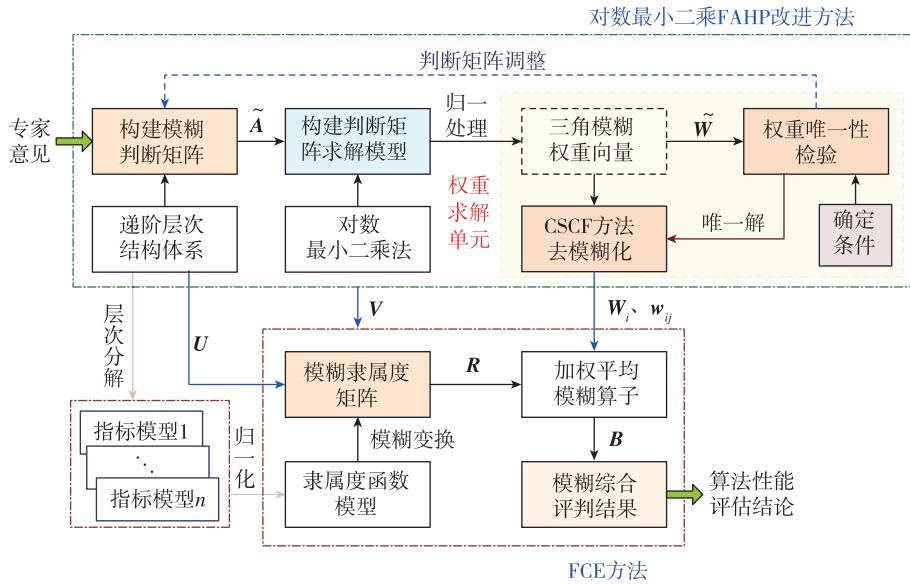 对数最小二乘FAHP改进方法
判断矩阵调整
专家
意见
构建模糊
判断矩阵
Ã
构建判断矩
阵求解模型
归一
处理
三角模糊
权重向量
W̃
权重唯一性
检验
递阶层次
结构体系
对数
最小二乘法
权重
求解
单元
CSCF方法
去模糊化
唯一解
确定
条件
层次分解
U
V
Wᵢ、wᵢⱼ
模糊隶属度
矩阵
R
加权平均
模糊算子
指标模型1
⋱
指标模型n
归一化
模糊变换
隶属度函数
模型
B
模糊综合
评判结果
算法性能
评估结论
FCE方法